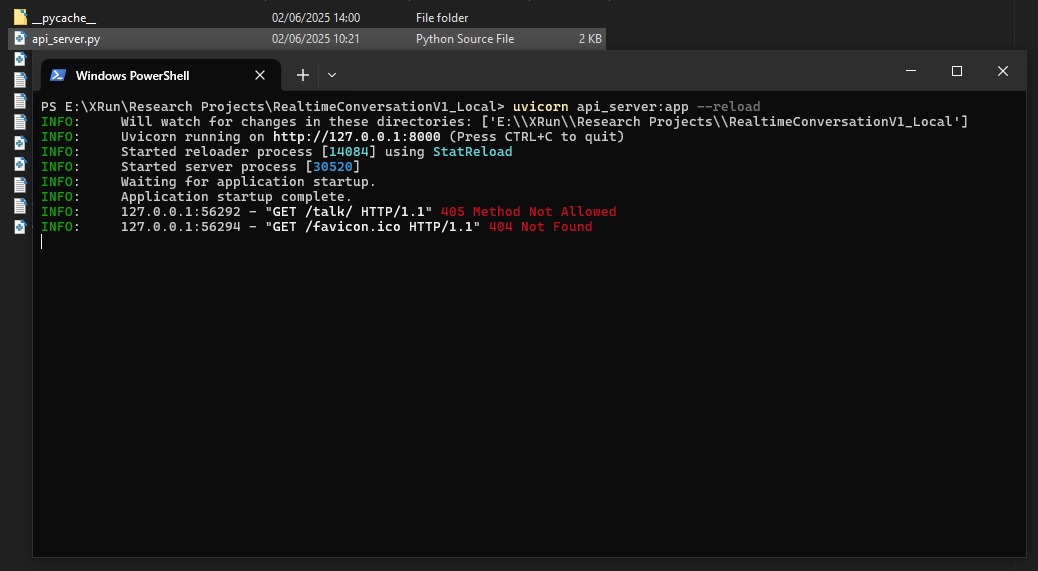 __pycache__ 02/06/2025 14:00 File folder
api_server.py 02/06/2025 10:21 Python Source File 2 KB
Windows PowerShell
PS E:\XRun\Research Projects\RealtimeConversationV1_Local> uvicorn api_server:app --reload
INFO: Will watch for changes in these directories: ['E:\\XRun\\Research Projects\\RealtimeConversationV1_Local']
INFO: Uvicorn running on http://127.0.0.1:8000 (Press CTRL+C to quit)
INFO: Started reloader process [14084] using StatReload
INFO: Started server process [30520]
INFO: Waiting for application startup.
INFO: Application startup complete.
INFO: 127.0.0.1:56292 - "GET /talk/ HTTP/1.1" 405 Method Not Allowed
INFO: 127.0.0.1:56294 - "GET /favicon.ico HTTP/1.1" 404 Not Found